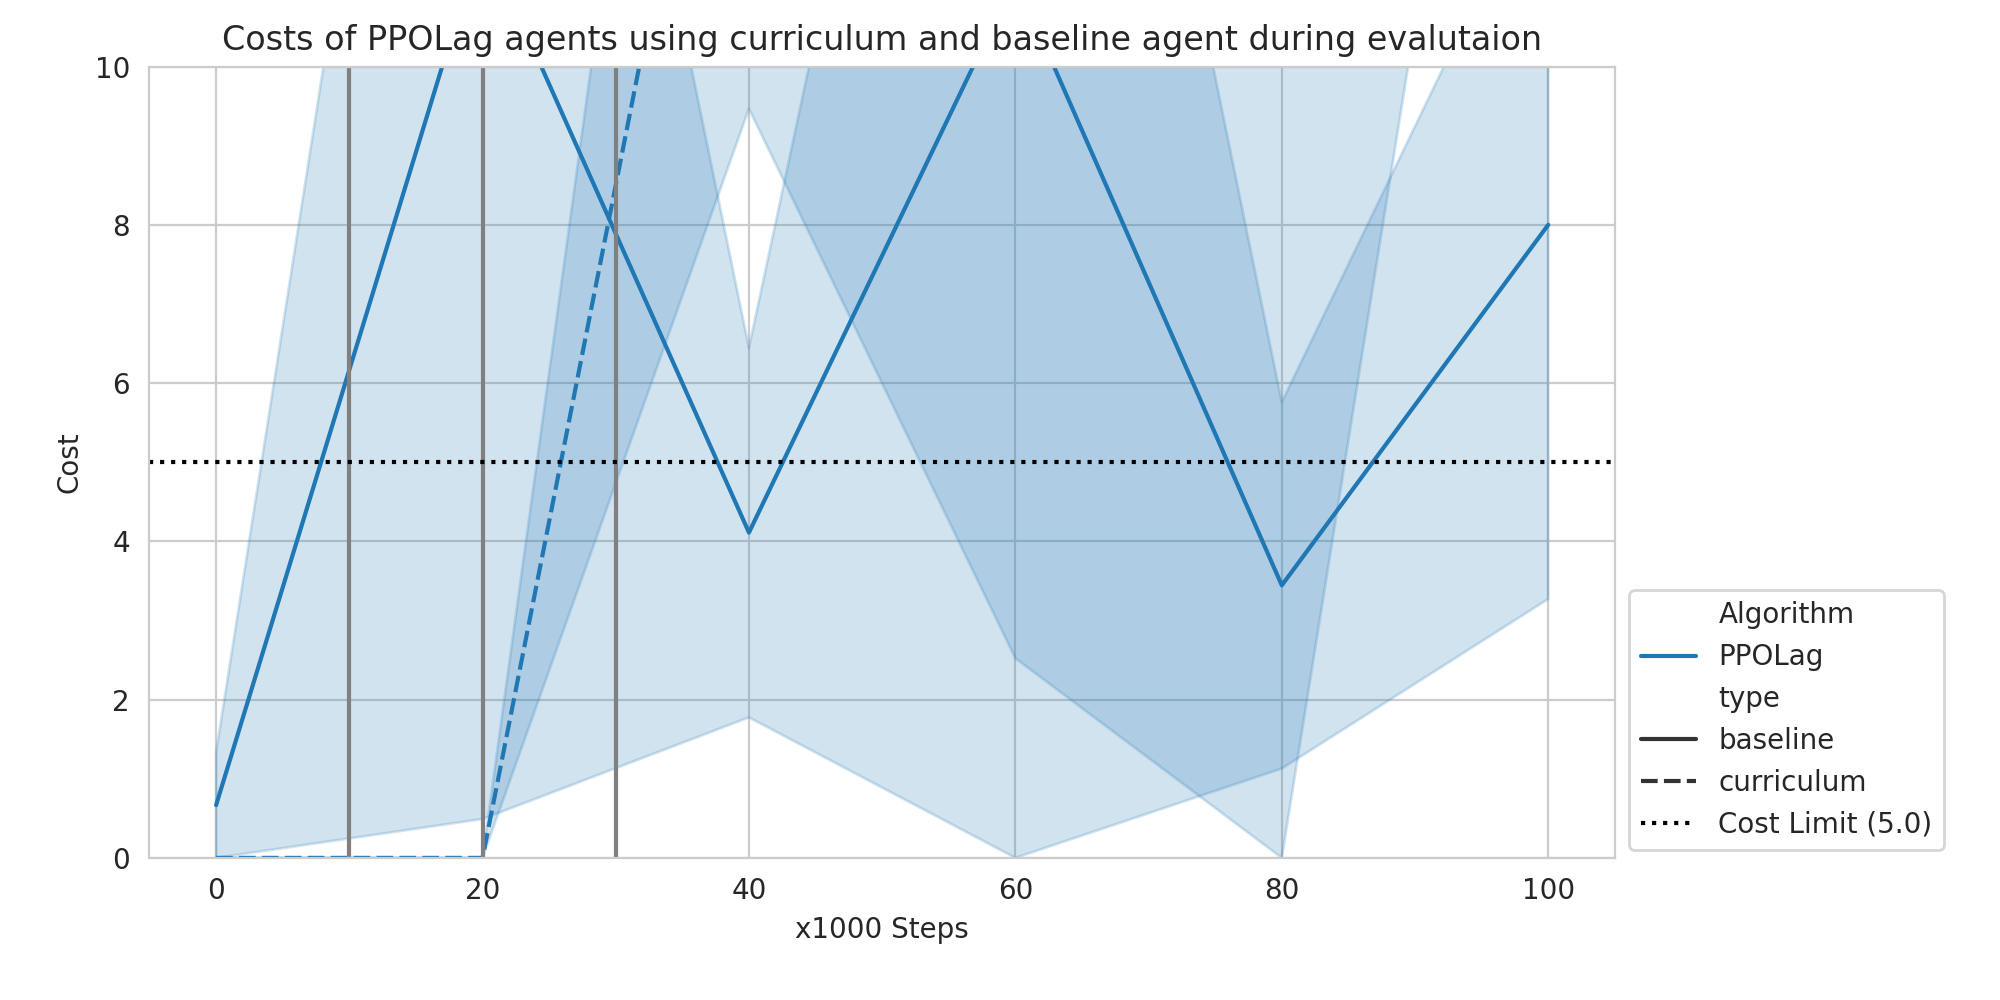 Costs of PPOLag agents using curriculum and baseline agent during evalutaion
10
8
6
4
2
0
Cost
0 20 40 60 80 100
x1000 Steps
Algorithm
PPOLag
type
baseline
curriculum
Cost Limit (5.0)